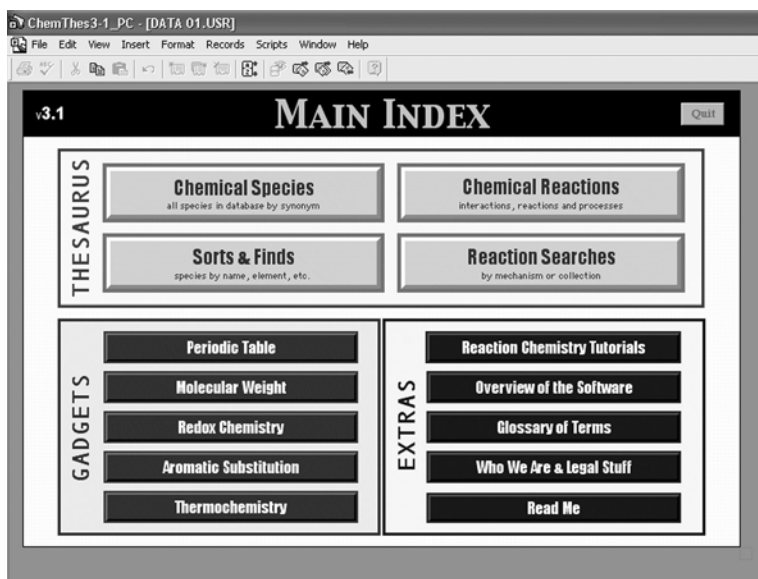 ChemThes3-1_PC - [DATA 01.USR]
File Edit View Insert Format Records Scripts Window Help
v3.1
MAIN INDEX
Quit
THESAURUS
Chemical Species
all species in database by synonym
Chemical Reactions
interactions, reactions and processes
Sorts & Finds
species by name, element, etc.
Reaction Searches
by mechanism or collection
GADGETS
Periodic Table
Molecular Weight
Redox Chemistry
Aromatic Substitution
Thermochemistry
EXTRAS
Reaction Chemistry Tutorials
Overview of the Software
Glossary of Terms
Who We Are & Legal Stuff
Read Me